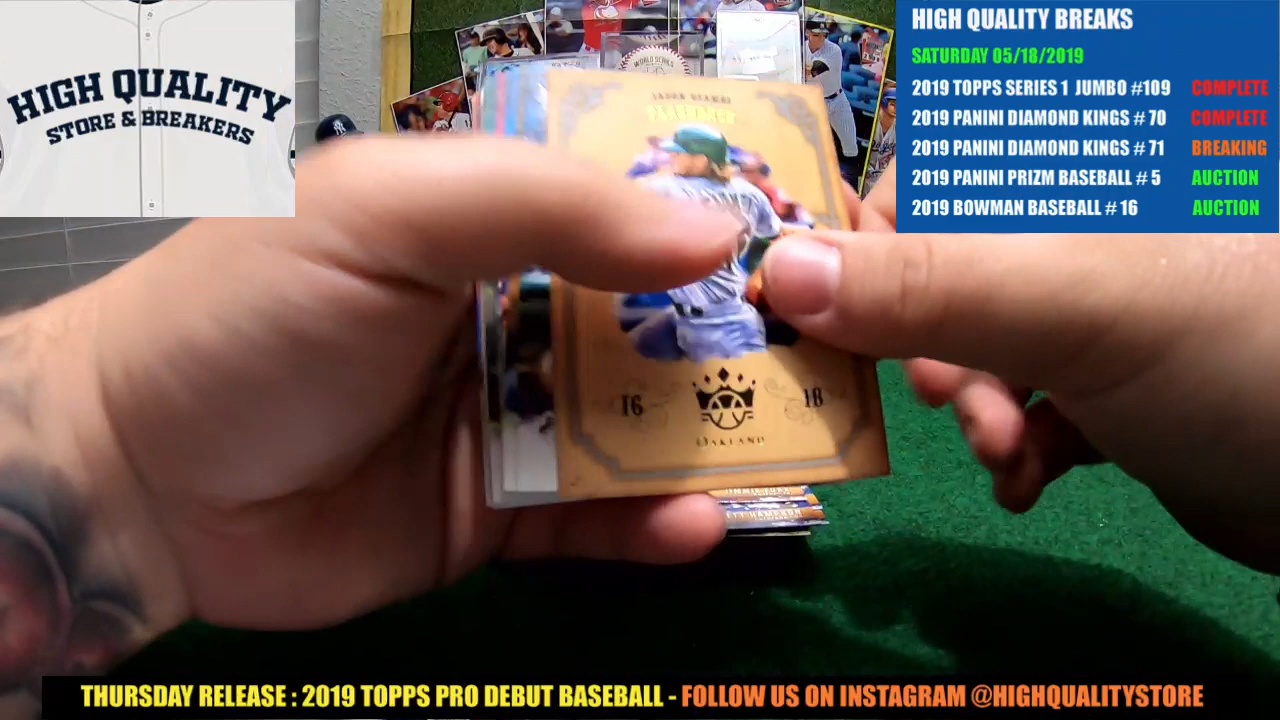 HIGH QUALITY
STORE & BREAKERS
HIGH QUALITY BREAKS
SATURDAY 05/18/2019
2019 TOPPS SERIES 1 JUMBO #109 COMPLETE
2019 PANINI DIAMOND KINGS # 70 COMPLETE
2019 PANINI DIAMOND KINGS # 71 BREAKING
2019 PANINI PRIZM BASEBALL # 5 AUCTION
2019 BOWMAN BASEBALL # 16 AUCTION
WORLD SERIES
16
18
OAKLAND
THURSDAY RELEASE : 2019 TOPPS PRO DEBUT BASEBALL - FOLLOW US ON INSTAGRAM @HIGHQUALITYSTORE